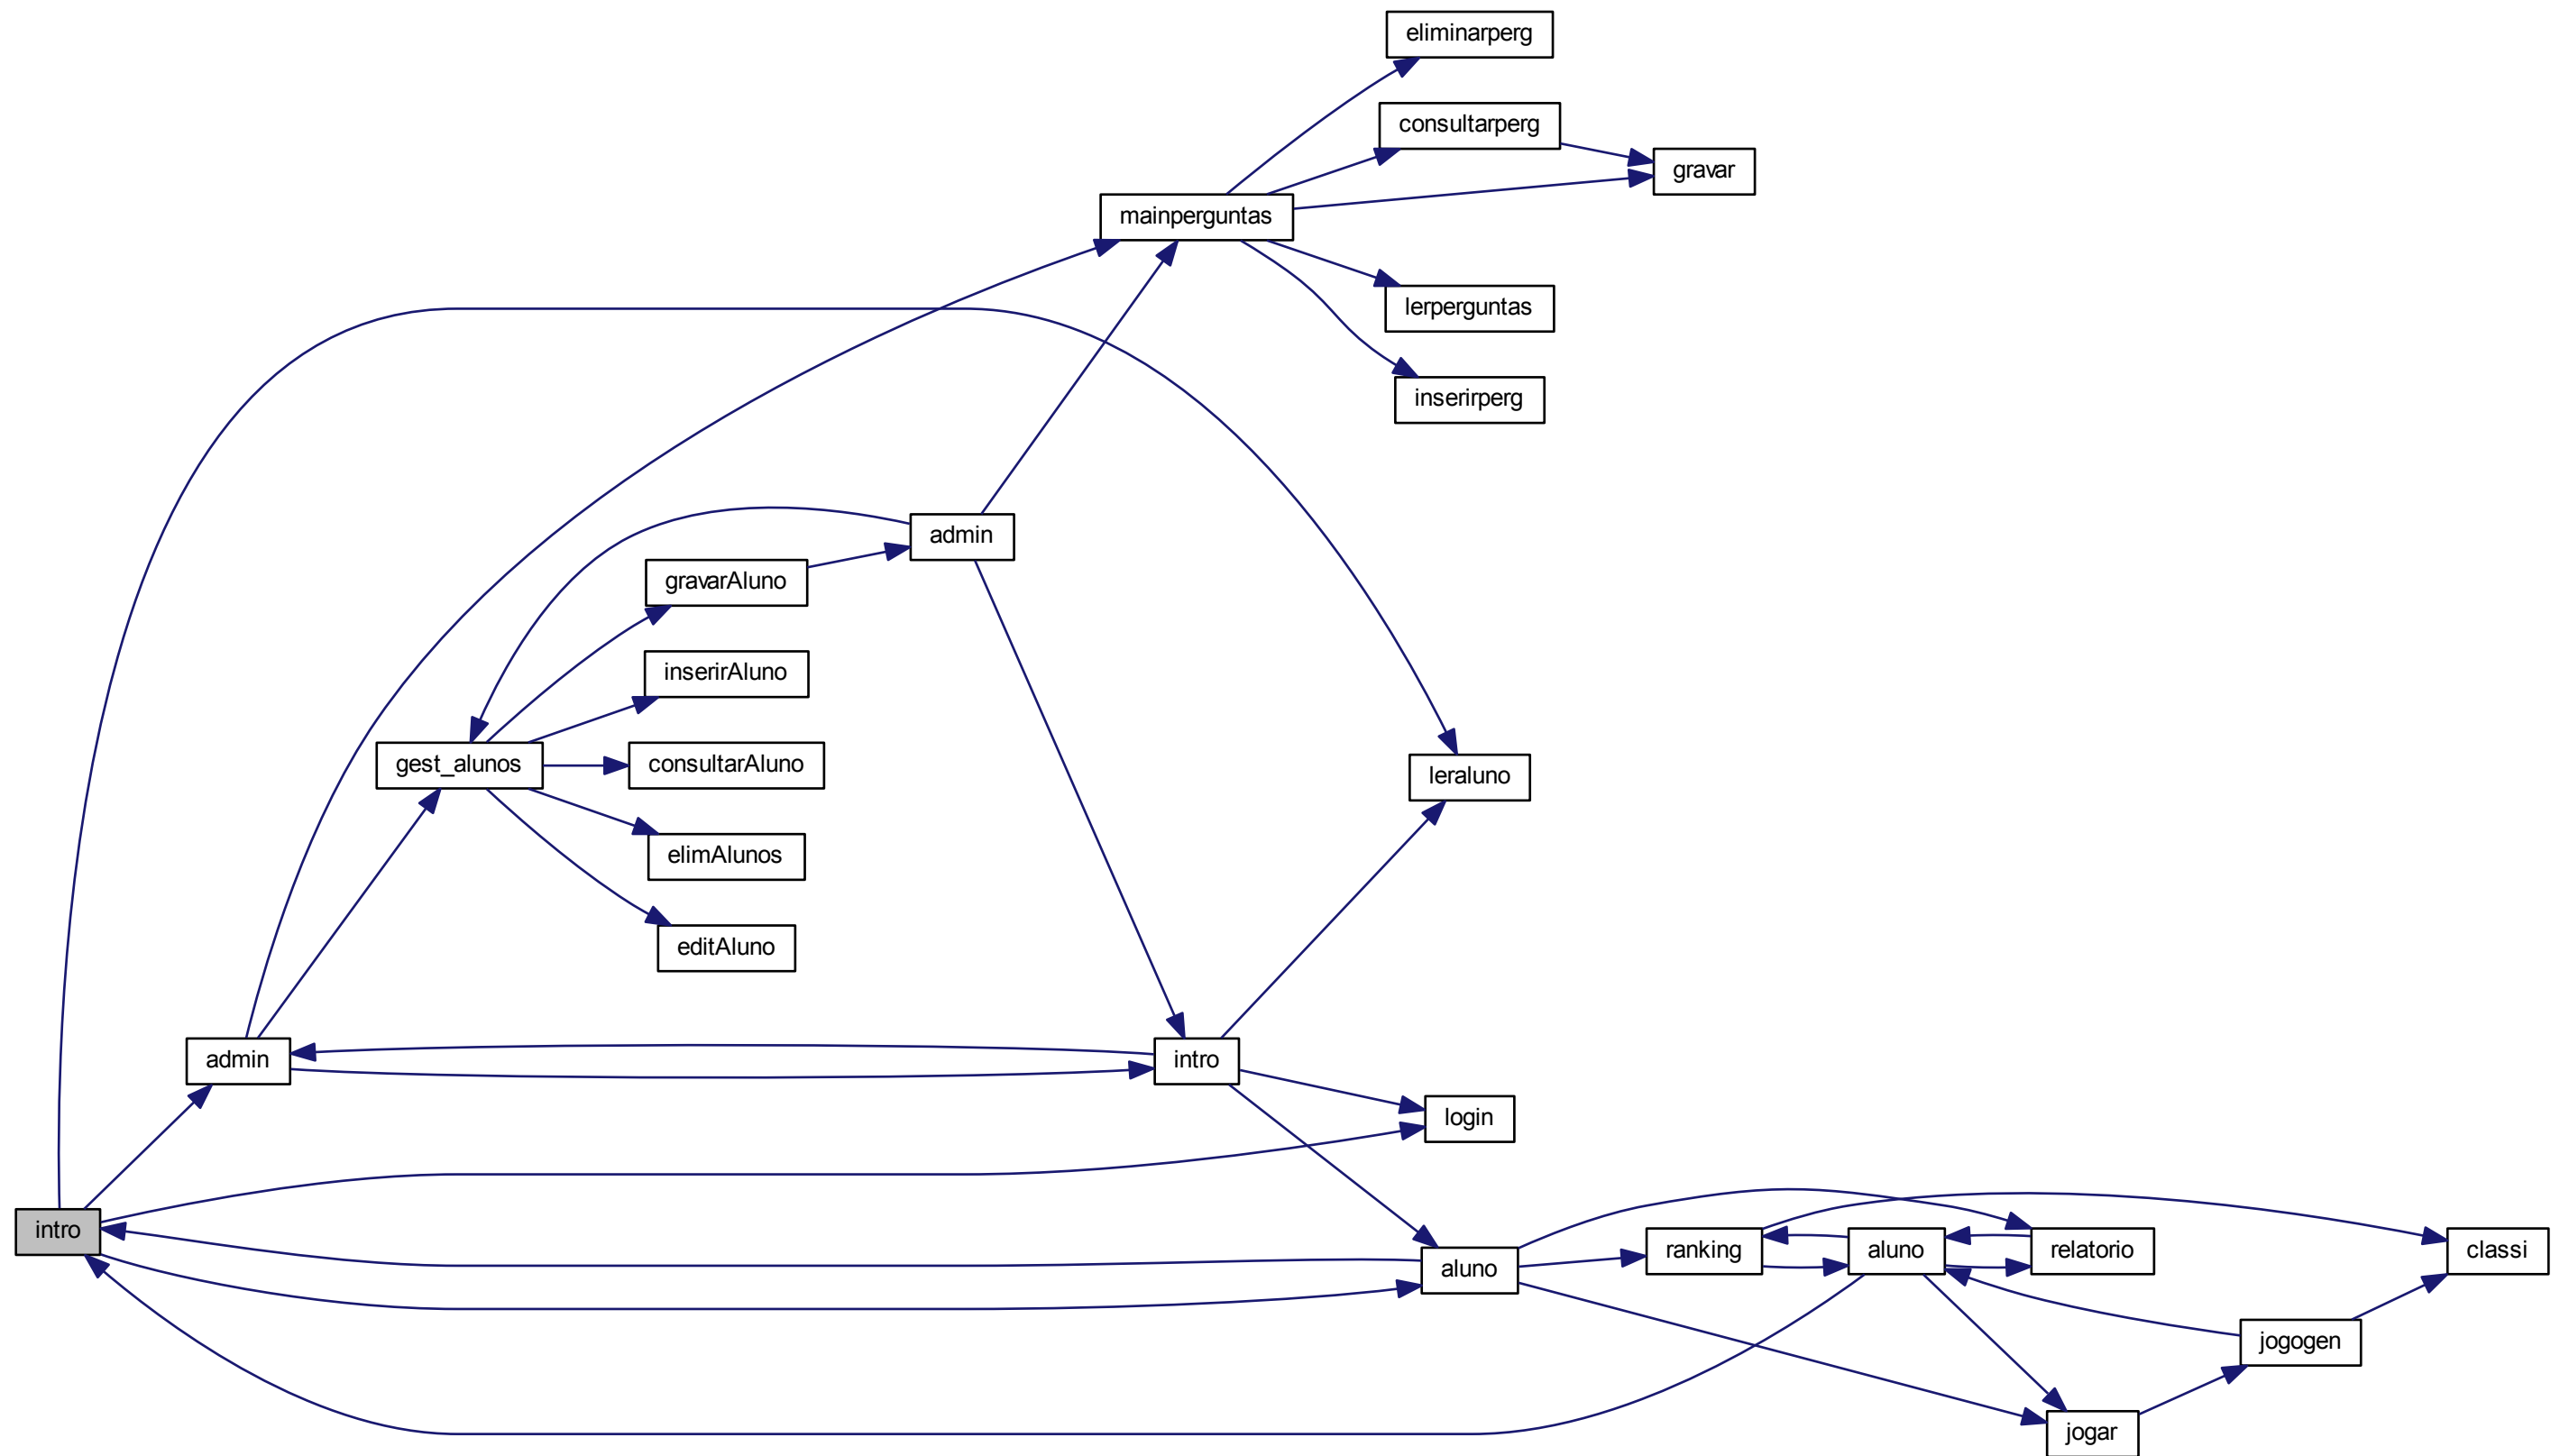 eliminarperg
consultarperg
gravar
mainperguntas
lerperguntas
inserirperg
admin
gravarAluno
inserirAluno
gest_alunos
consultarAluno
leraluno
elimAlunos
editAluno
admin
intro
login
intro
aluno
ranking
aluno
relatorio
classi
jogogen
jogar